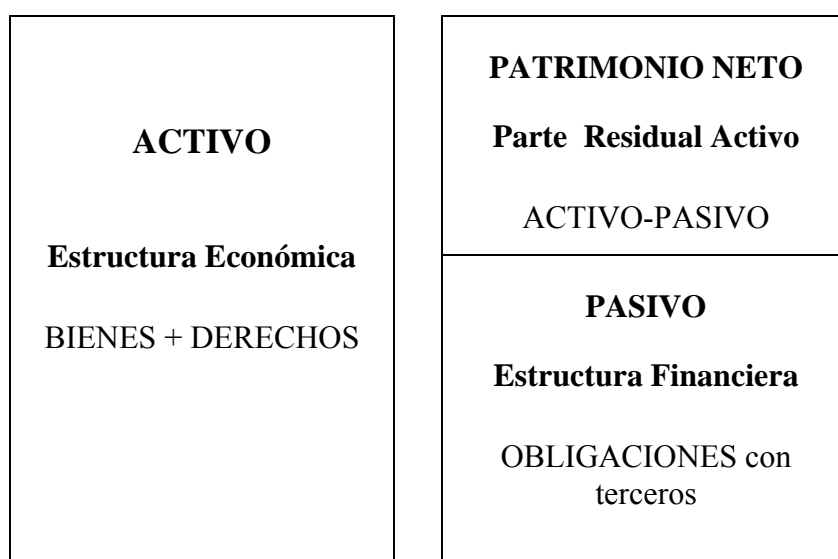 ACTIVO
Estructura Económica
BIENES + DERECHOS
PATRIMONIO NETO
Parte Residual Activo
ACTIVO-PASIVO
PASIVO
Estructura Financiera
OBLIGACIONES con
terceros